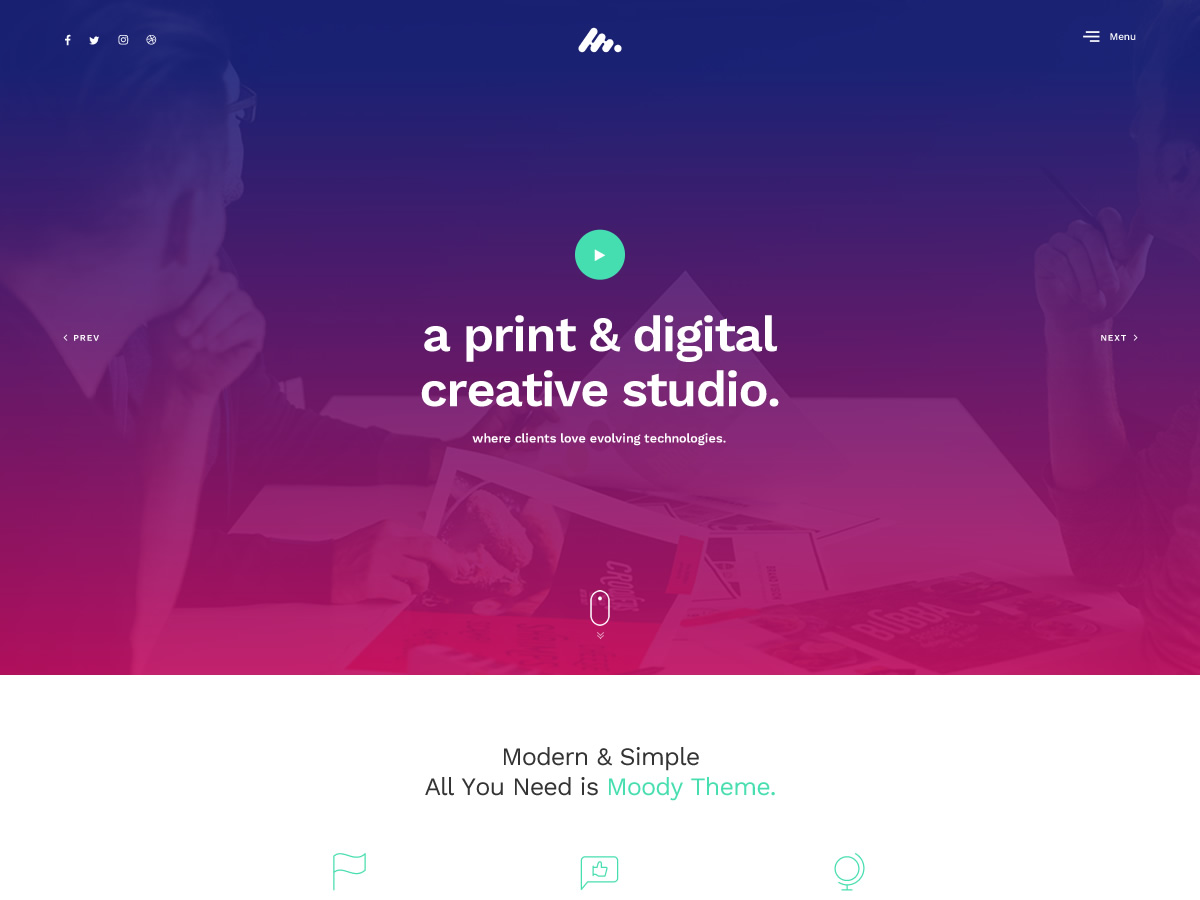 Menu
PREV
NEXT
a print & digital
creative studio.
where clients love evolving technologies.
BUBBA
Modern & Simple
All You Need is Moody Theme.